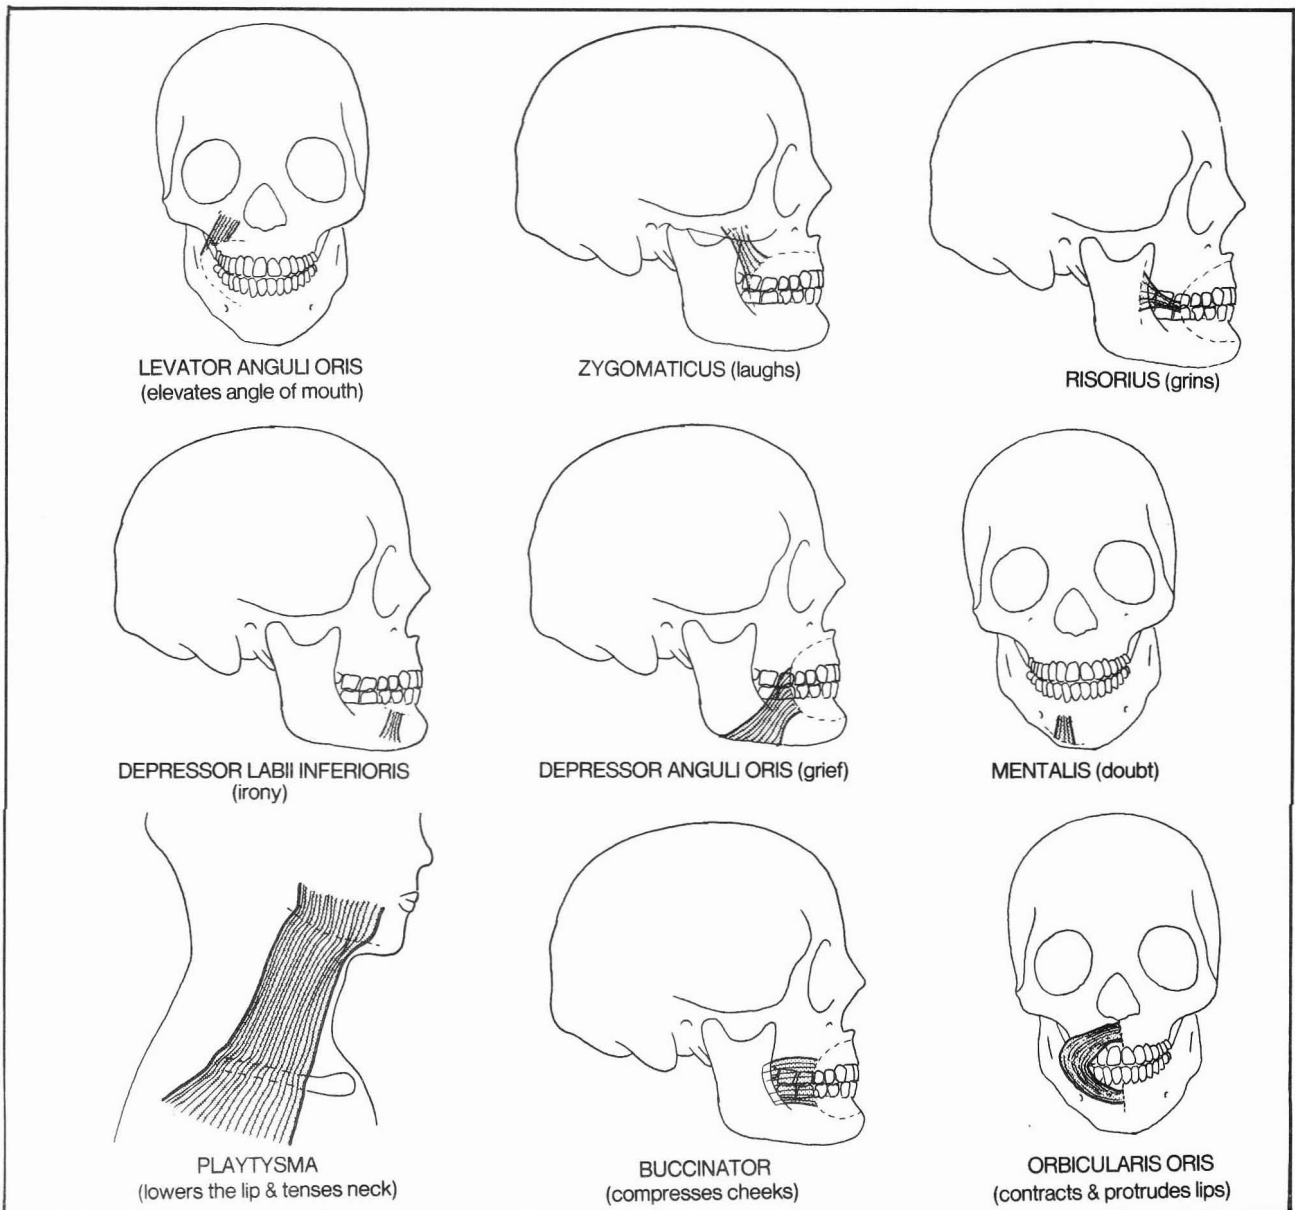 LEVATOR ANGULI ORIS
(elevates angle of mouth)
ZYGOMATICUS (laughs)
RISORIUS (grins)
DEPRESSOR LABII INFERIORIS
(irony)
DEPRESSOR ANGULI ORIS (grief)
MENTALIS (doubt)
PLAYTYSMA
(lowers the lip & tenses neck)
BUCCINATOR
(compresses cheeks)
ORBICULARIS ORIS
(contracts & protrudes lips)